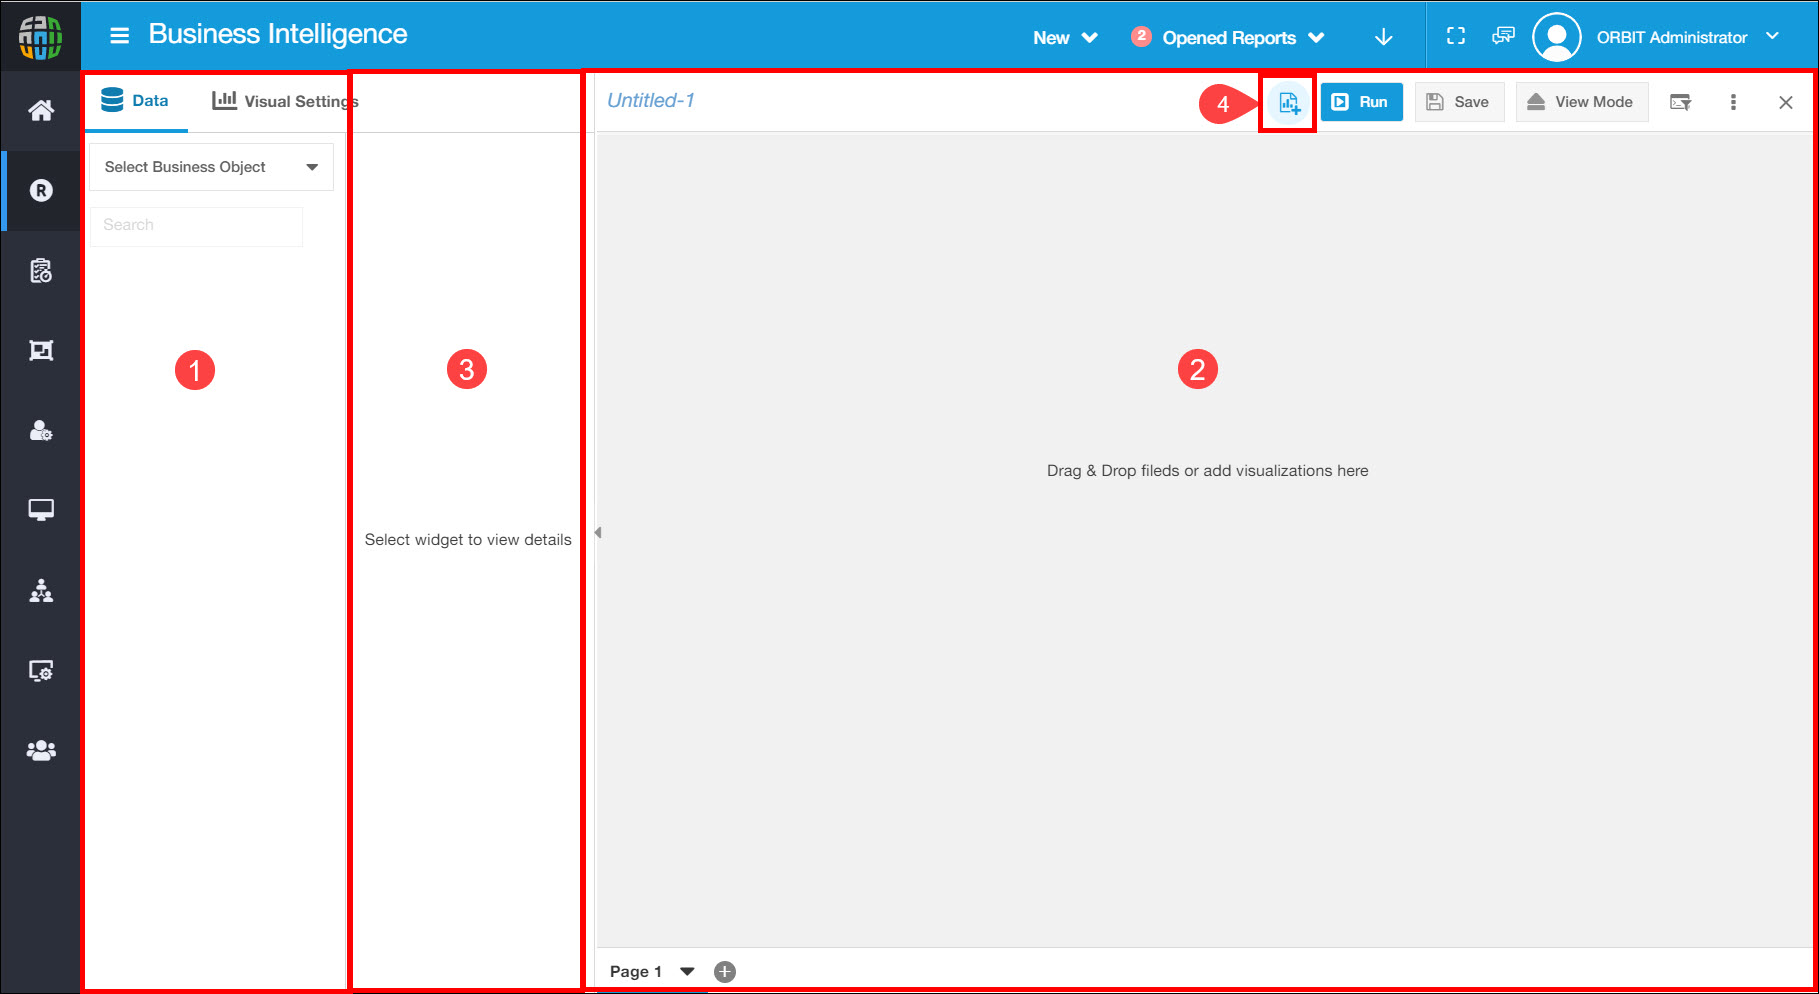 Business Intelligence
New
2 Opened Reports
ORBIT Administrator
Data
Visual Settings
Untitled-1
4
Run
Save
View Mode
Select Business Object
Search
R
1
3
2
Drag & Drop fileds or add visualizations here
Select widget to view details
Page 1